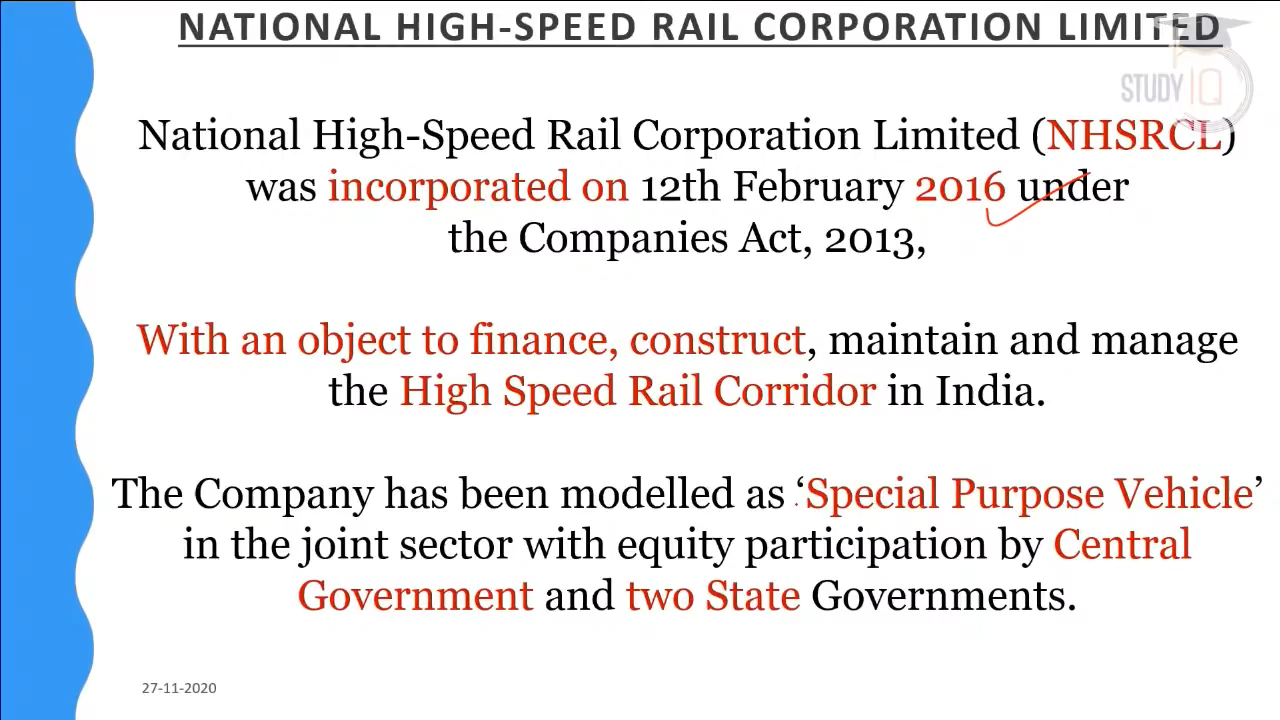 NATIONAL HIGH-SPEED RAIL CORPORATION LIMITED
STUDY IQ
National High-Speed Rail Corporation Limited (NHSRCL)
was incorporated on 12th February 2016 under
the Companies Act, 2013,
With an object to finance, construct, maintain and manage
the High Speed Rail Corridor in India.
The Company has been modelled as ‘Special Purpose Vehicle’
in the joint sector with equity participation by Central
Government and two State Governments.
27-11-2020